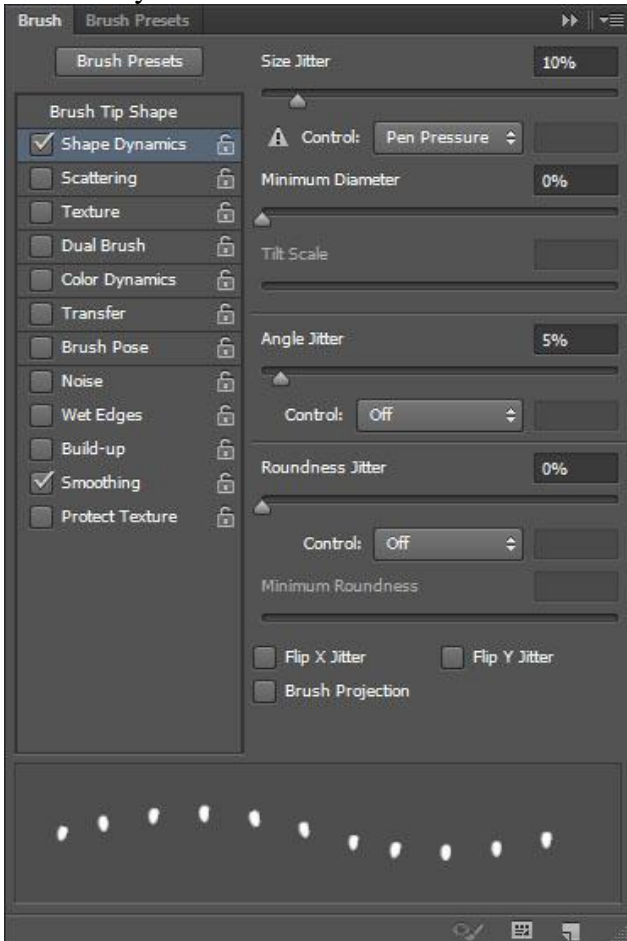 Brush Brush Presets
Brush Presets
Brush Tip Shape
Shape Dynamics
Scattering
Texture
Dual Brush
Color Dynamics
Transfer
Brush Pose
Noise
Wet Edges
Build-up
Smoothing
Protect Texture
Size Jitter 10%
Control: Pen Pressure
Minimum Diameter 0%
Tilt Scale
Angle Jitter 5%
Control: Off
Roundness Jitter 0%
Control: Off
Minimum Roundness
Flip X Jitter Flip Y Jitter
Brush Projection